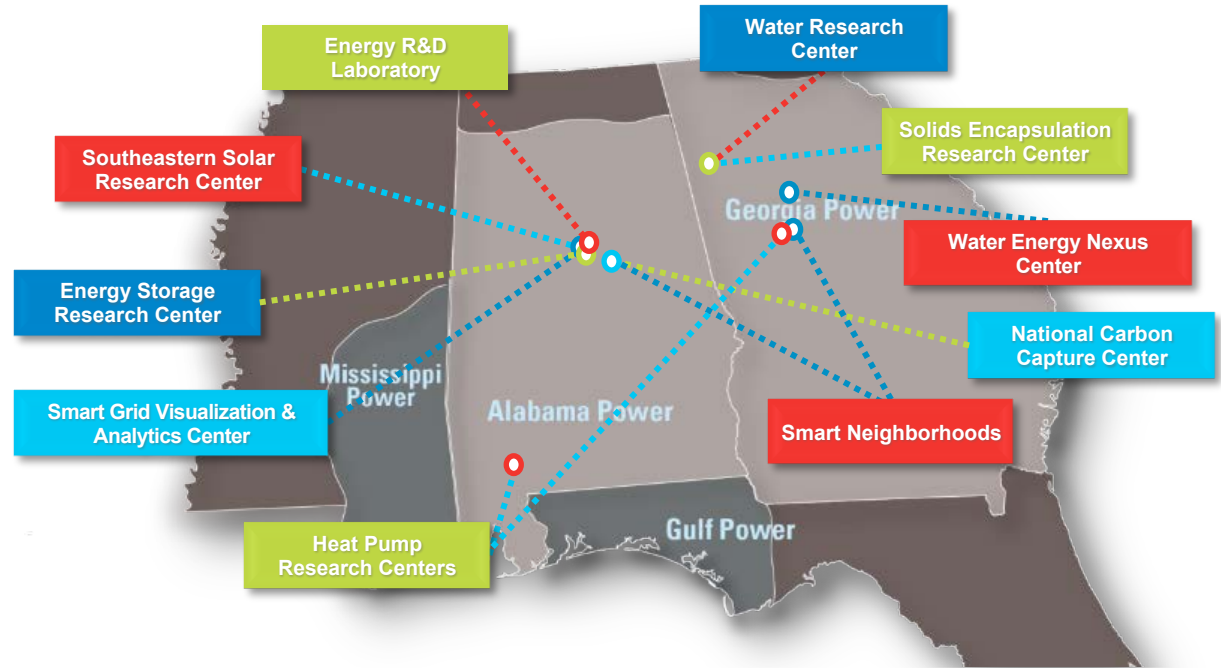 Water Research
Center
Energy R&D
Laboratory
Solids Encapsulation
Research Center
Southeastern Solar
Research Center
Georgia Power
Water Energy Nexus
Center
Energy Storage
Research Center
National Carbon
Capture Center
Mississippi
Power
Alabama Power
Smart Grid Visualization &
Analytics Center
Smart Neighborhoods
Gulf Power
Heat Pump
Research Centers